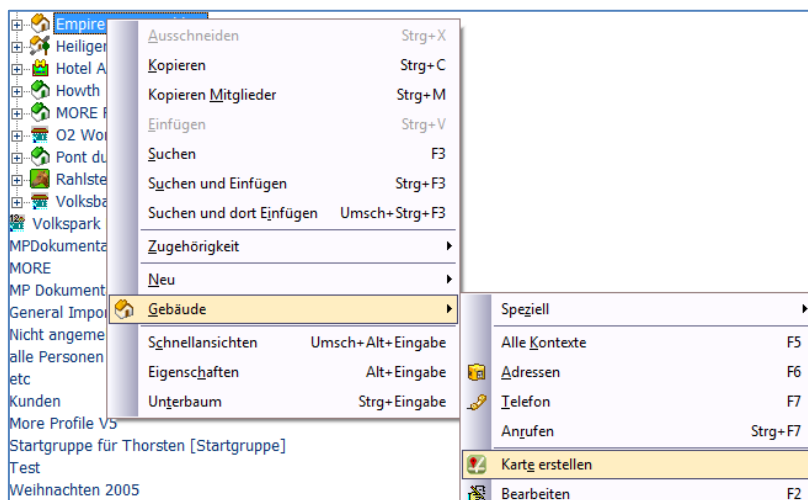 Empire
Ausschneiden Strg+X
Heiliger
Kopieren Strg+C
Hotel A
Howth
Kopieren Mitglieder Strg+M
MORE
Einfügen Strg+V
O2 Wor
Pont du
Suchen F3
Rahlste
Suchen und Einfügen Strg+F3
Volksba
Suchen und dort Einfügen Umsch+Strg+F3
Volkspark
MPDokumenta
Zugehörigkeit
MORE
Neu
MP Dokument
General Impor
Gebäude
Speziell
Nicht angeme
Schnellansichten Umsch+Alt+Eingabe
Alle Kontexte F5
alle Personen
Eigenschaften Alt+Eingabe
Adressen F6
etc
Kunden
Unterbaum Strg+Eingabe
Telefon F7
More Profile V5
Anrufen Strg+F7
Startgruppe für Thorsten [Startgruppe]
Test
Karte erstellen
Weihnachten 2005
Bearbeiten F2